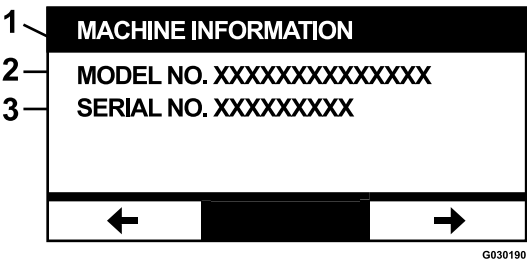 1
MACHINE INFORMATION
2
MODEL NO. XXXXXXXXXXXXXX
3
SERIAL NO. XXXXXXXXX
G030190